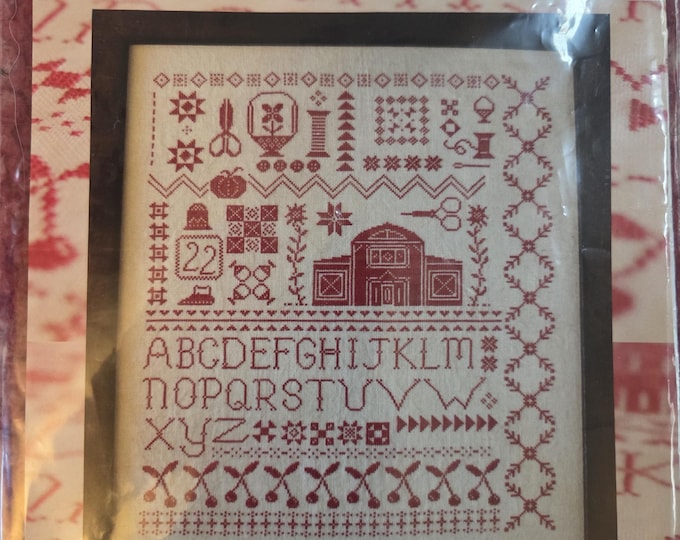 22
ABCDEFGHIJKLM
NOPQRSTUVW
XYZ